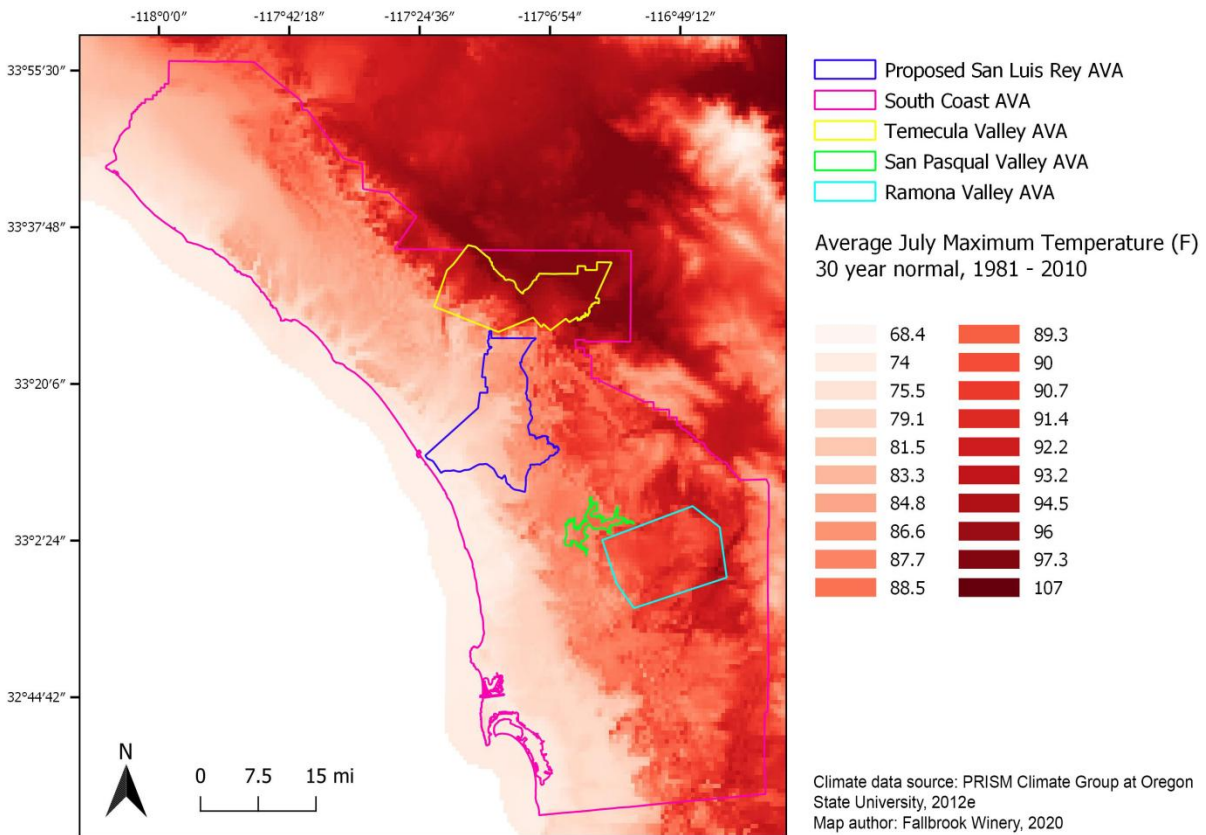 -118°0′0″
-117°42′18″
-117°24′36″
-117°6′54″
-116°49′12″
33°55′30″
33°37′48″
33°20′6″
33°2′24″
32°44′42″
N
0 7.5 15 mi
Proposed San Luis Rey AVA
South Coast AVA
Temecula Valley AVA
San Pasqual Valley AVA
Ramona Valley AVA
Average July Maximum Temperature (F)
30 year normal, 1981 - 2010
68.4 89.3
74 90
75.5 90.7
79.1 91.4
81.5 92.2
83.3 93.2
84.8 94.5
86.6 96
87.7 97.3
88.5 107
Climate data source: PRISM Climate Group at Oregon
State University, 2012e
Map author: Fallbrook Winery, 2020